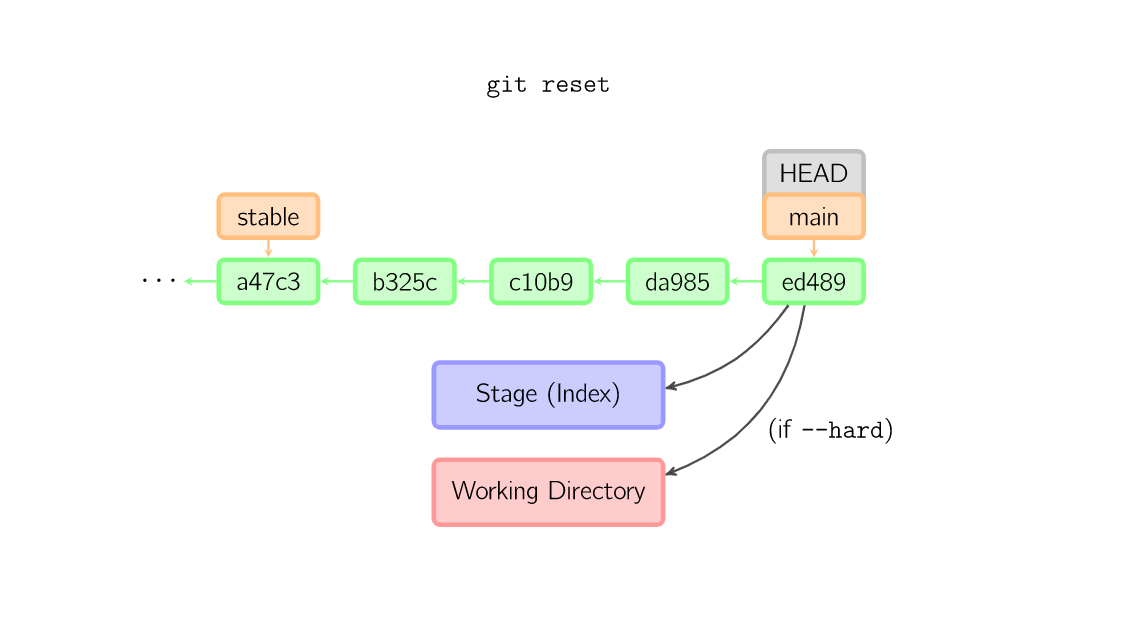 git reset
HEAD
stable
main
···
a47c3
b325c
c10b9
da985
ed489
Stage (Index)
(if --hard)
Working Directory